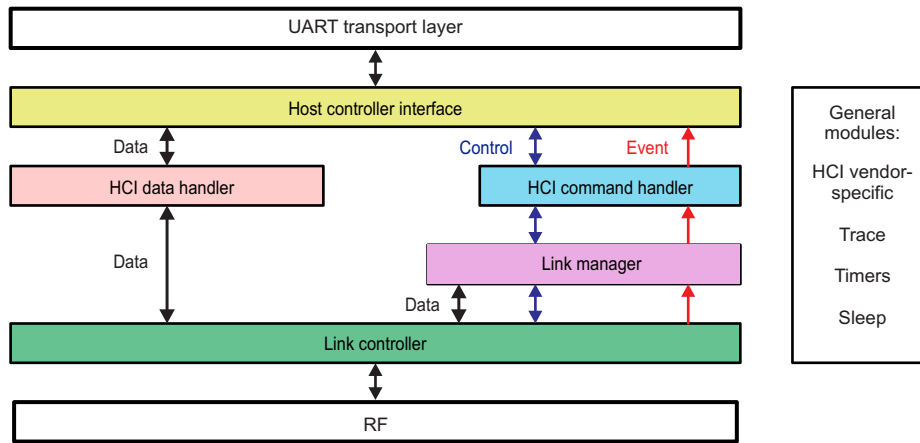 UART transport layer
Host controller interface
Data
Control
Event
HCI data handler
HCI command handler
Data
Link manager
Data
Link controller
RF
General
modules:
HCI vendor-
specific
Trace
Timers
Sleep